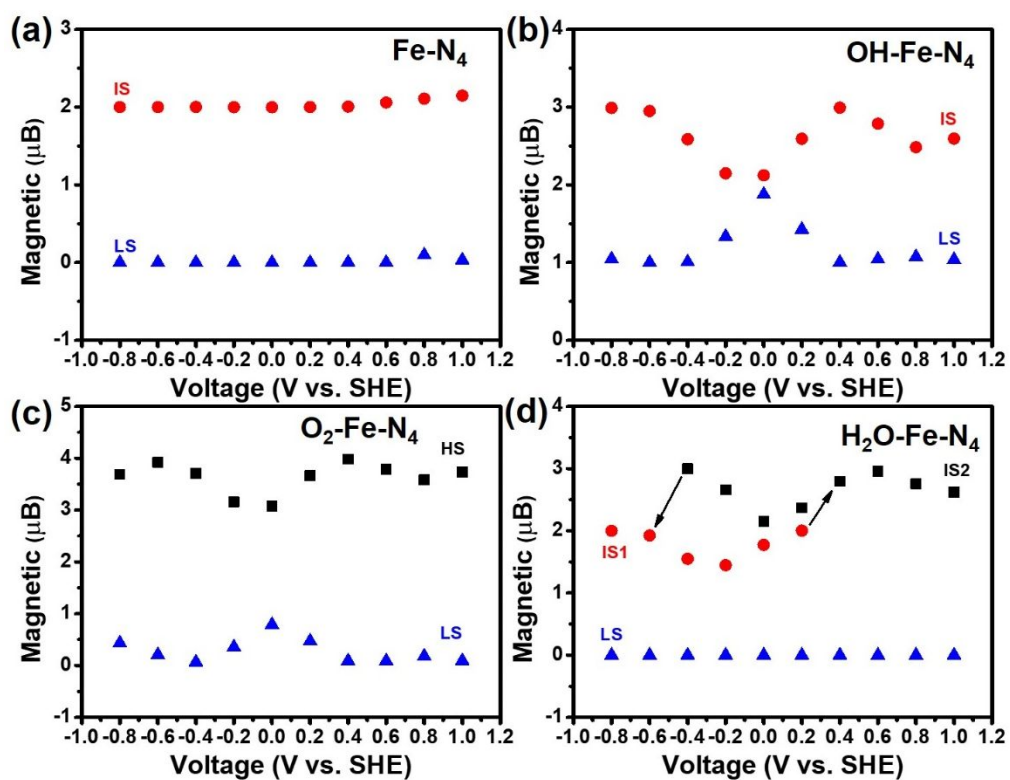 (a)
Fe-N4
3
2
1
0
-1
IS
LS
Magnetic (μB)
-1.0 -0.8 -0.6 -0.4 -0.2 0.0 0.2 0.4 0.6 0.8 1.0 1.2
Voltage (V vs. SHE)
(b)
OH-Fe-N4
4
3
2
1
0
IS
LS
Magnetic (μB)
-1.0 -0.8 -0.6 -0.4 -0.2 0.0 0.2 0.4 0.6 0.8 1.0 1.2
Voltage (V vs. SHE)
(c)
O2-Fe-N4
5
4
3
2
1
0
-1
HS
LS
Magnetic (μB)
-1.0 -0.8 -0.6 -0.4 -0.2 0.0 0.2 0.4 0.6 0.8 1.0 1.2
Voltage (V vs. SHE)
(d)
H2O-Fe-N4
4
3
2
1
0
-1
IS2
IS1
LS
Magnetic (μB)
-1.0 -0.8 -0.6 -0.4 -0.2 0.0 0.2 0.4 0.6 0.8 1.0 1.2
Voltage (V vs. SHE)